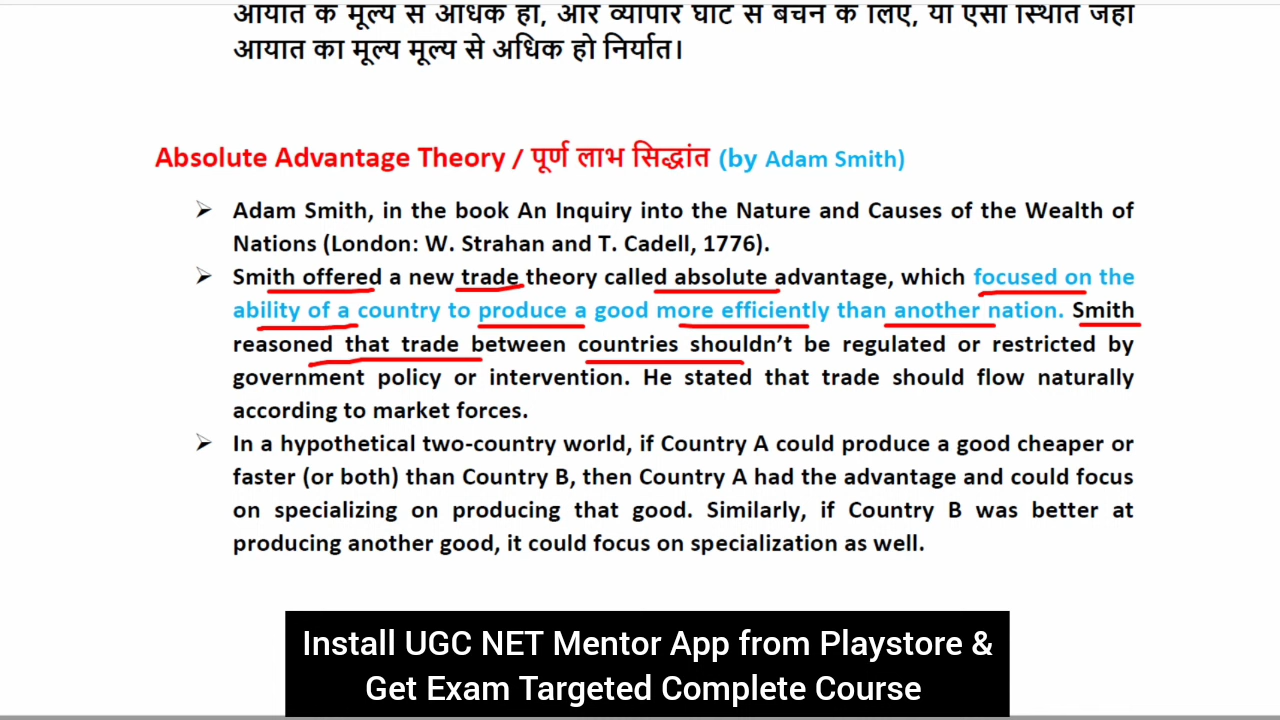 आयात के मूल्य से अधिक हो, और व्यापार घाटे से बचने के लिए, या ऐसी स्थिति जहां
आयात का मूल्य मूल्य से अधिक हो निर्यात।
Absolute Advantage Theory / पूर्ण लाभ सिद्धांत (by Adam Smith)
➢ Adam Smith, in the book An Inquiry into the Nature and Causes of the Wealth of
Nations (London: W. Strahan and T. Cadell, 1776).
➢ Smith offered a new trade theory called absolute advantage, which focused on the
ability of a country to produce a good more efficiently than another nation. Smith
reasoned that trade between countries shouldn’t be regulated or restricted by
government policy or intervention. He stated that trade should flow naturally
according to market forces.
➢ In a hypothetical two-country world, if Country A could produce a good cheaper or
faster (or both) than Country B, then Country A had the advantage and could focus
on specializing on producing that good. Similarly, if Country B was better at
producing another good, it could focus on specialization as well.
Install UGC NET Mentor App from Playstore &
Get Exam Targeted Complete Course